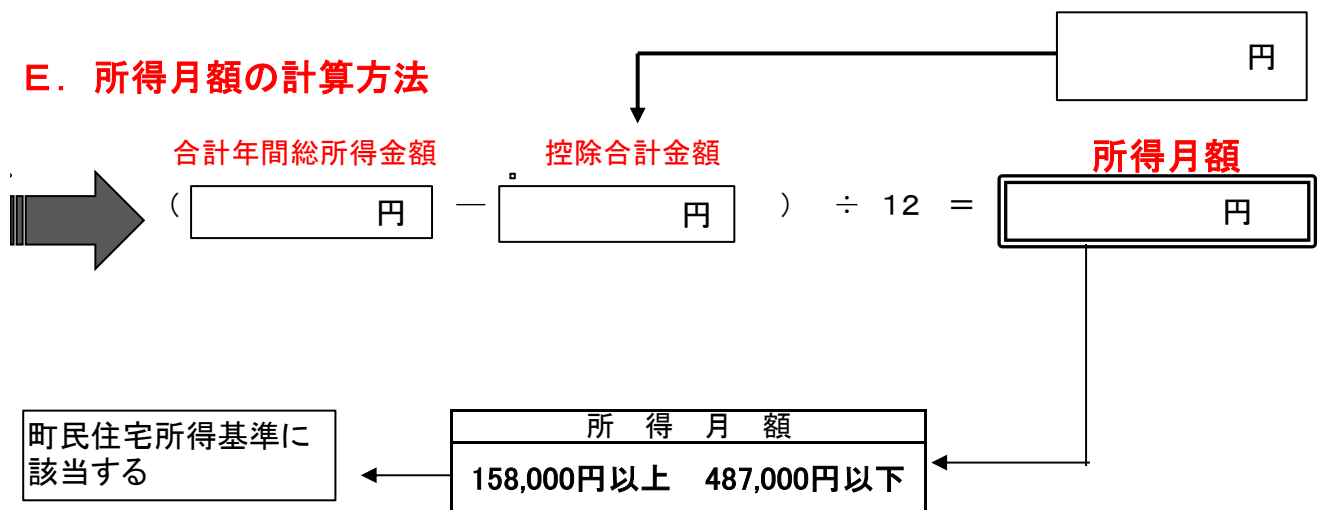 円
E．所得月額の計算方法
合計年間総所得金額　控除合計金額　所得月額
（　円　―　円　）　÷　１２　＝　円
所　得　月　額
町民住宅所得基準に
該当する
158,000円以上　487,000円以下